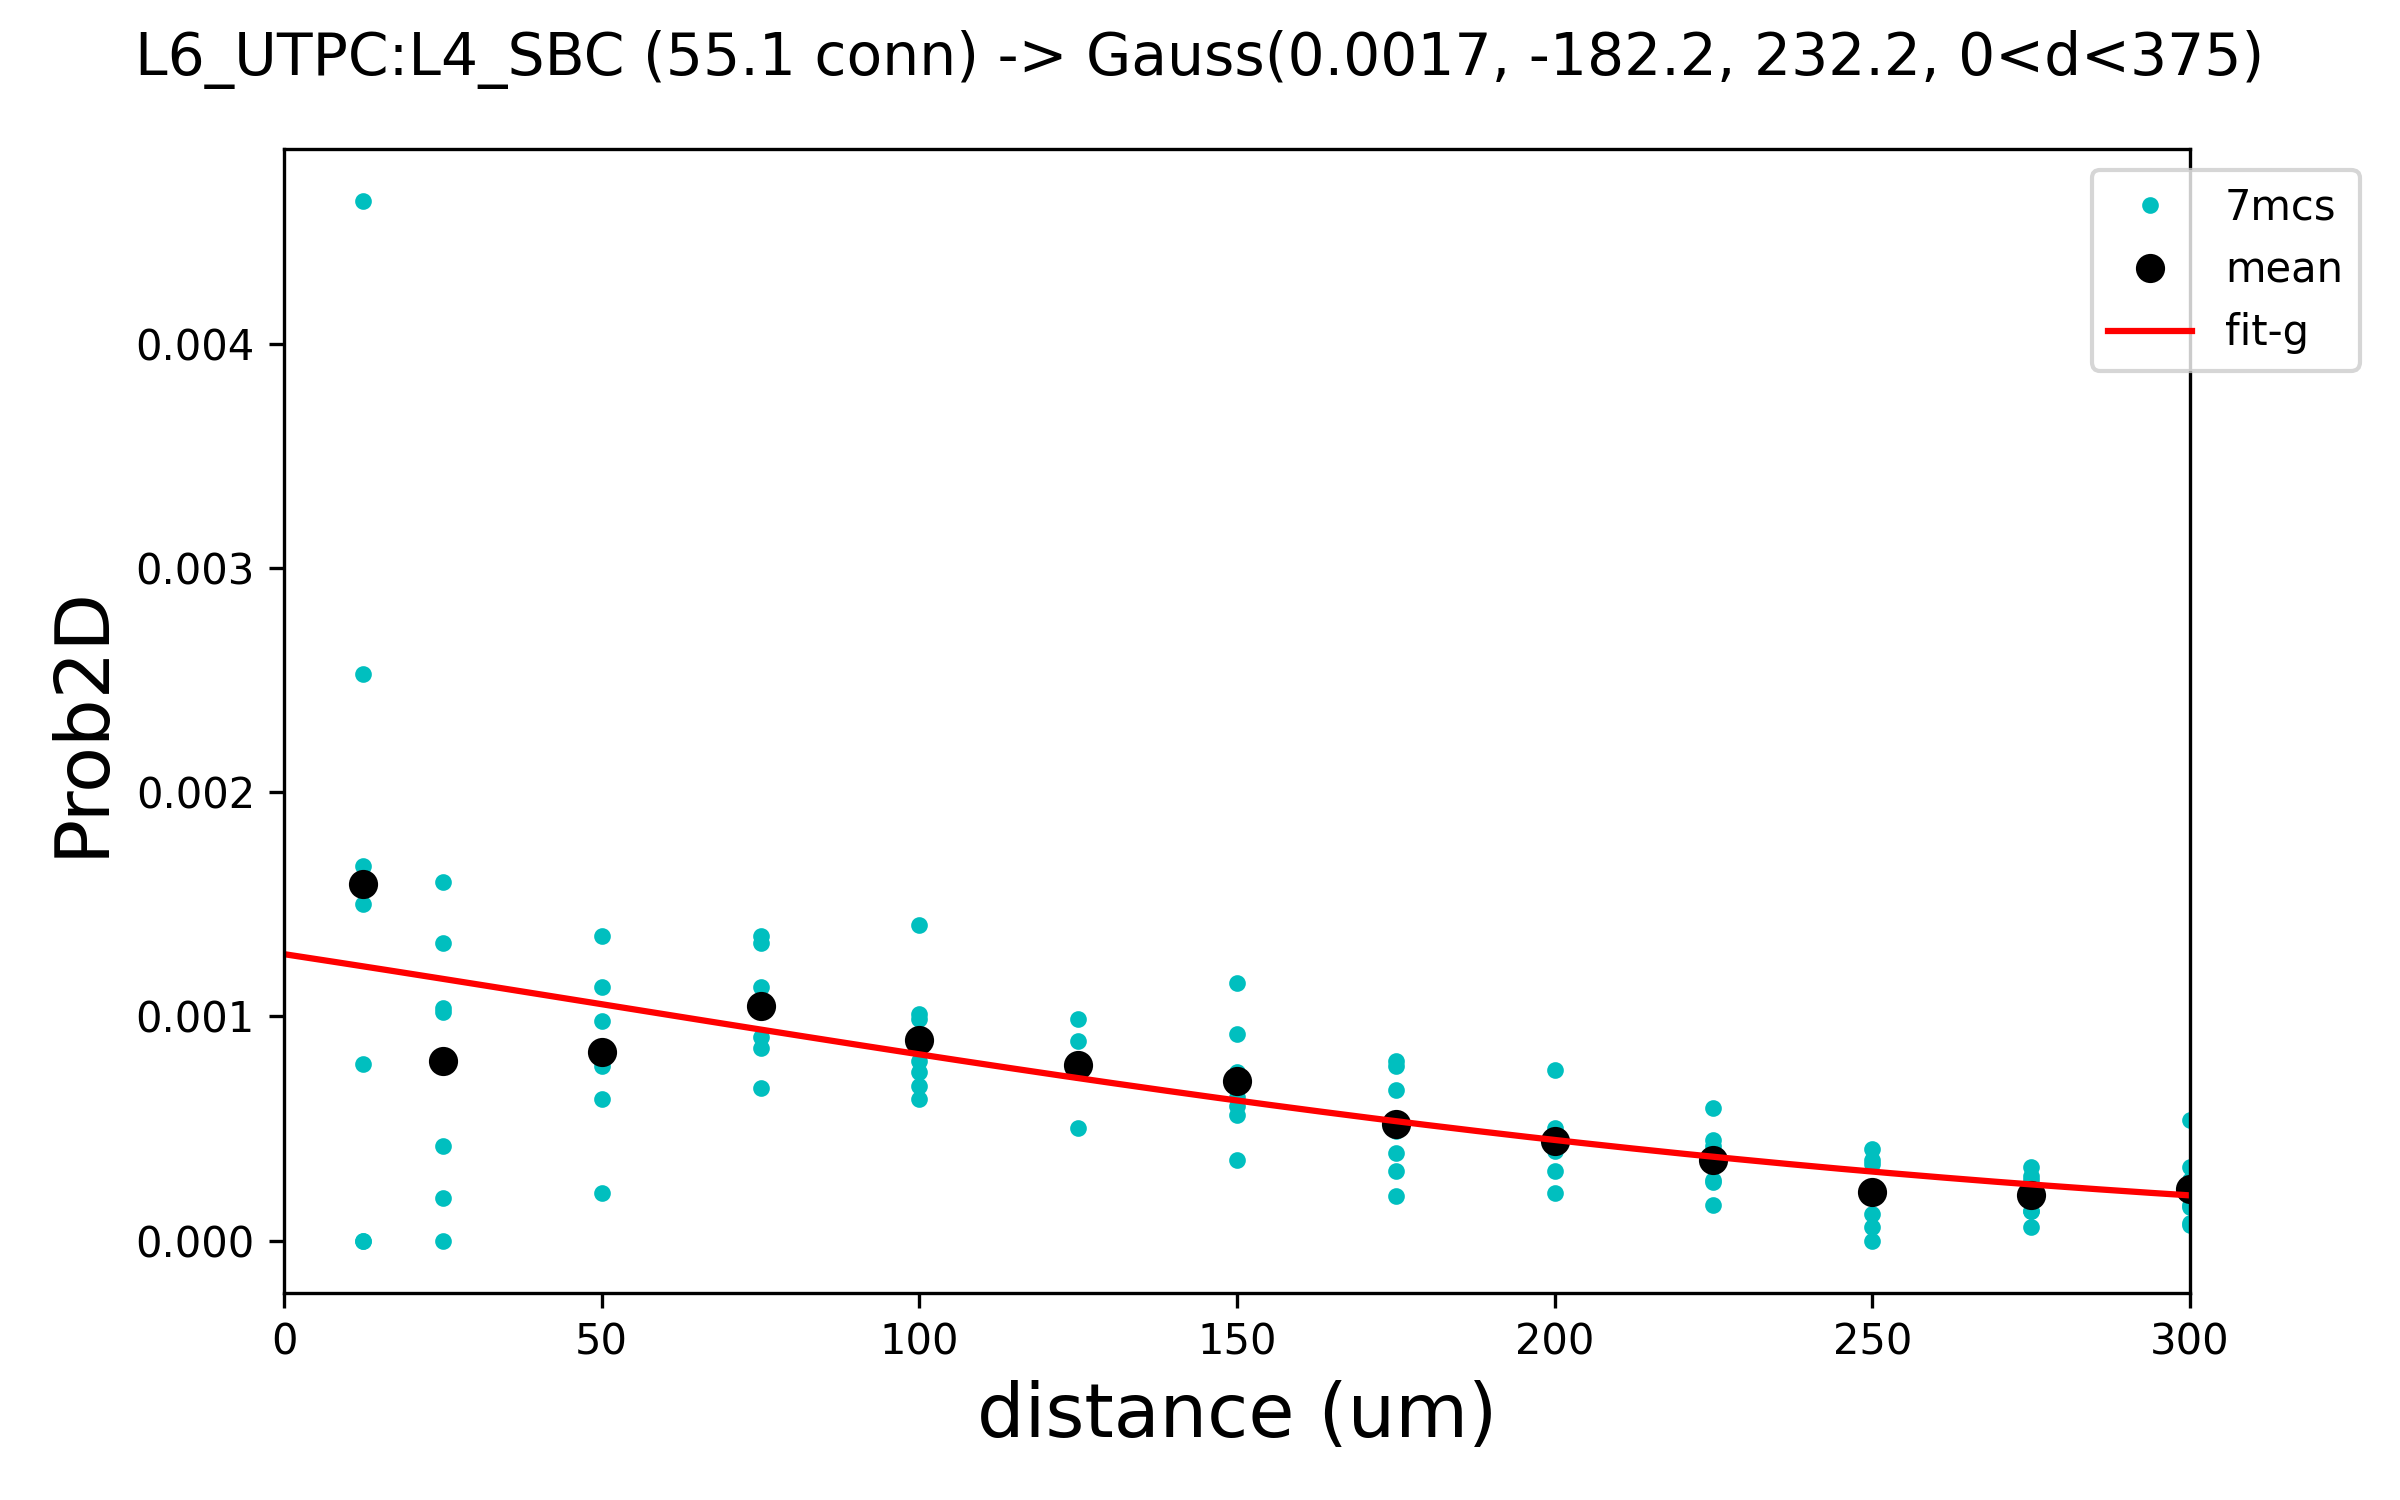 L6_UTPC:L4_SBC (55.1 conn) -> Gauss(0.0017, -182.2, 232.2, 0<d<375)
7mcs
mean
fit-g
0.004
0.003
0.002
0.001
0.000
Prob2D
0 50 100 150 200 250 300
distance (um)